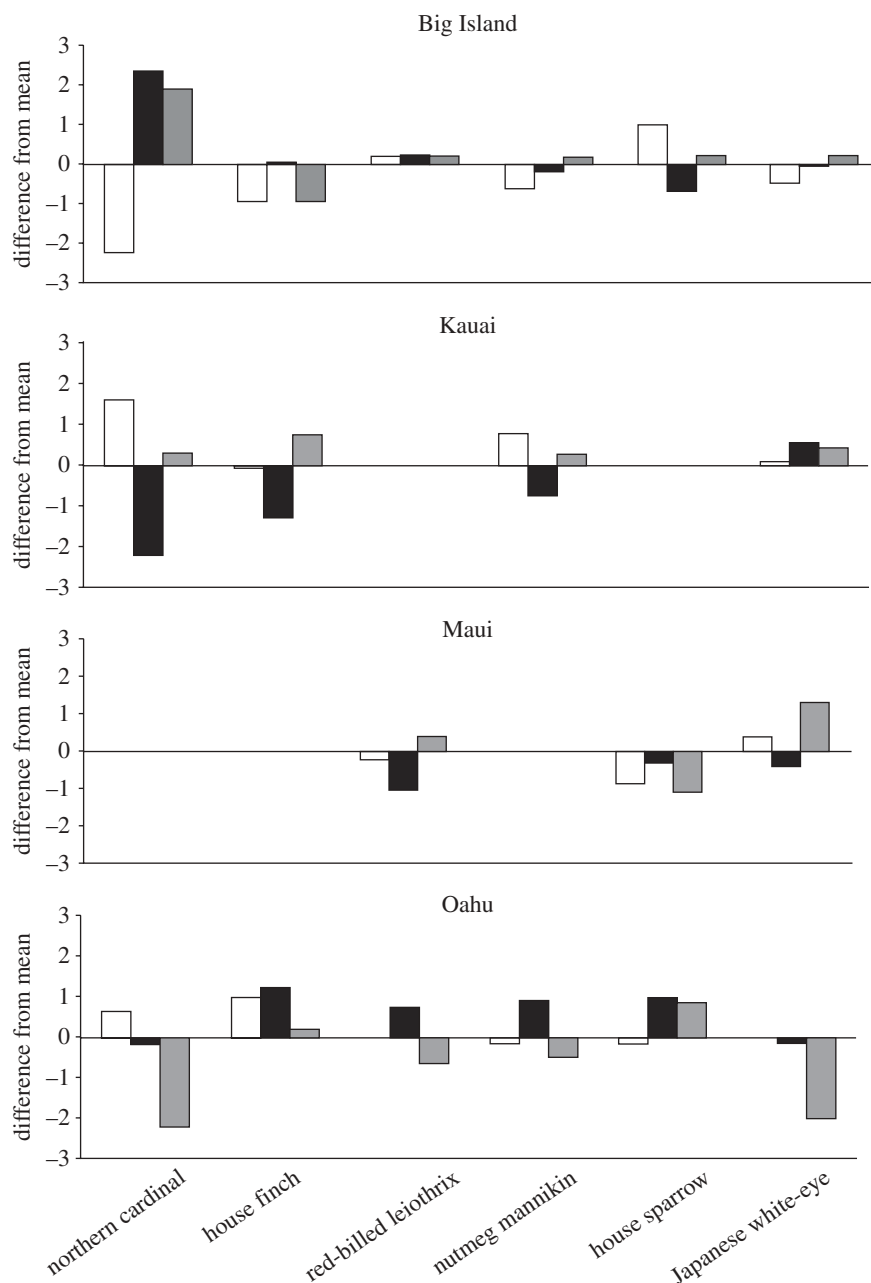 Big Island
3
2
1
0
–1
–2
–3
difference from mean
Kauai
3
2
1
0
–1
–2
–3
difference from mean
Maui
3
2
1
0
–1
–2
–3
difference from mean
Oahu
3
2
1
0
–1
–2
–3
difference from mean
northern cardinal
house finch
red-billed leiothrix
nutmeg mannikin
house sparrow
Japanese white-eye